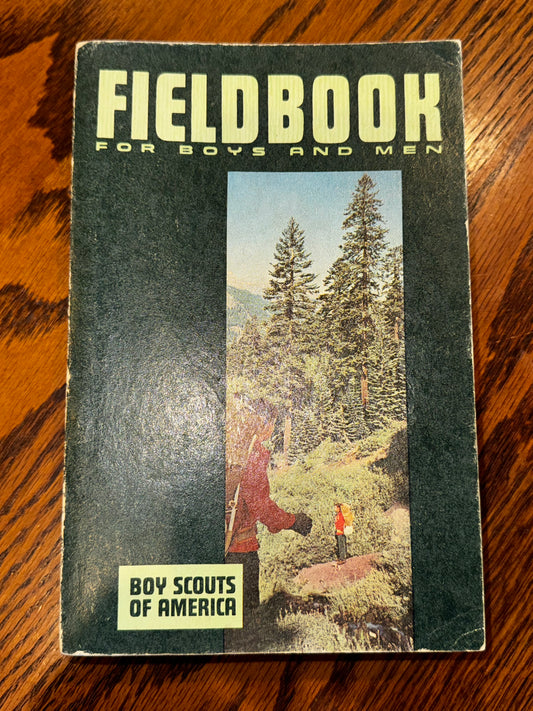 FIELDBOOK
FOR BOYS AND MEN
BOY SCOUTS
OF AMERICA